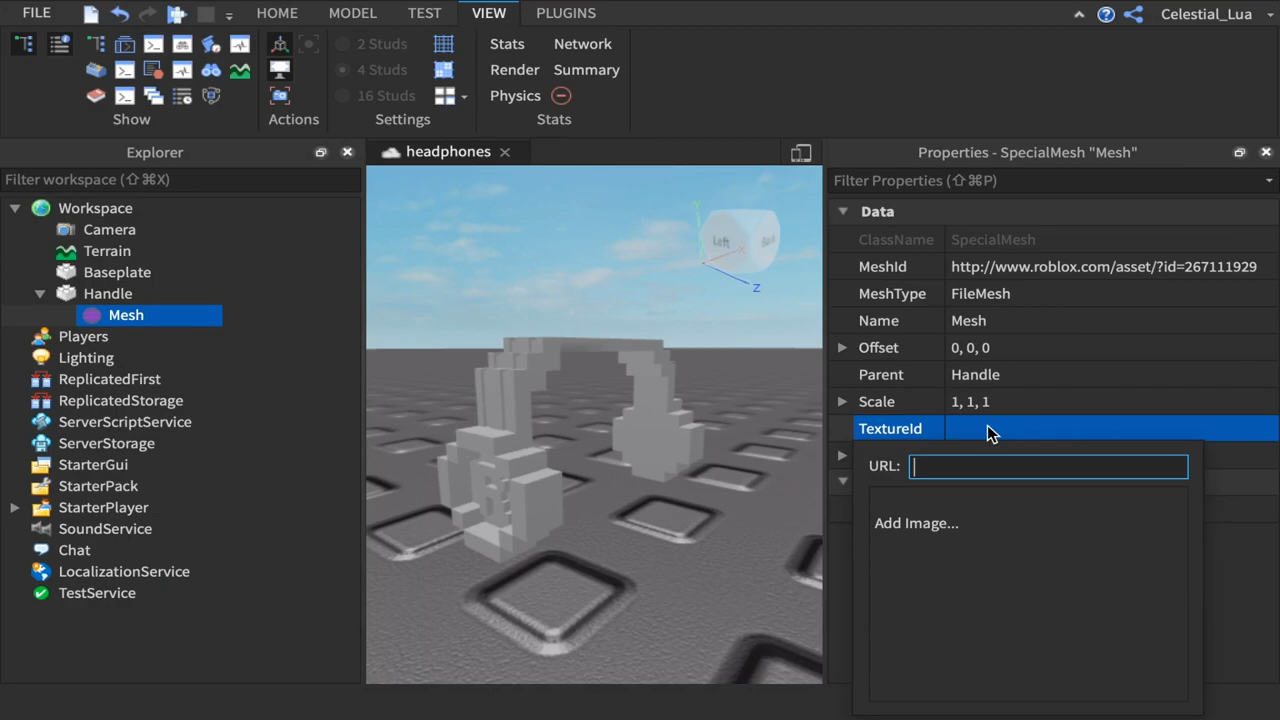 FILE
HOME
MODEL
TEST
VIEW
PLUGINS
Celestial_Lua
2 Studs
4 Studs
16 Studs
Stats
Network
Render
Summary
Physics
Show
Actions
Settings
Stats
Explorer
Filter workspace (⇧⌘X)
Workspace
Camera
Terrain
Baseplate
Handle
Mesh
Players
Lighting
ReplicatedFirst
ReplicatedStorage
ServerScriptService
ServerStorage
StarterGui
StarterPack
StarterPlayer
SoundService
Chat
LocalizationService
TestService
headphones
Left
Back
Y
X
Z
Properties - SpecialMesh "Mesh"
Filter Properties (⇧⌘P)
Data
ClassName SpecialMesh
MeshId http://www.roblox.com/asset/?id=267111929
MeshType FileMesh
Name Mesh
Offset 0, 0, 0
Parent Handle
Scale 1, 1, 1
TextureId
URL:
Add Image...